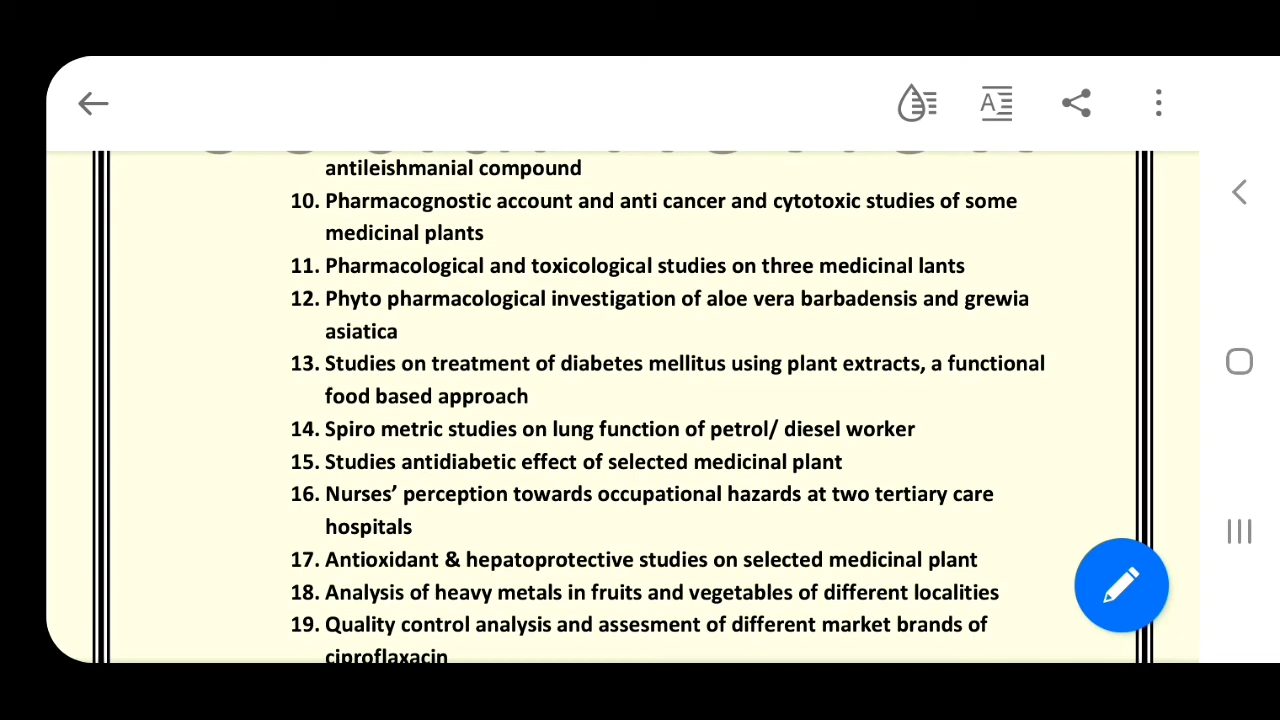 antileishmanial compound
10. Pharmacognostic account and anti cancer and cytotoxic studies of some
medicinal plants
11. Pharmacological and toxicological studies on three medicinal lants
12. Phyto pharmacological investigation of aloe vera barbadensis and grewia
asiatica
13. Studies on treatment of diabetes mellitus using plant extracts, a functional
food based approach
14. Spiro metric studies on lung function of petrol/ diesel worker
15. Studies antidiabetic effect of selected medicinal plant
16. Nurses’ perception towards occupational hazards at two tertiary care
hospitals
17. Antioxidant & hepatoprotective studies on selected medicinal plant
18. Analysis of heavy metals in fruits and vegetables of different localities
19. Quality control analysis and assesment of different market brands of
ciproflaxacin